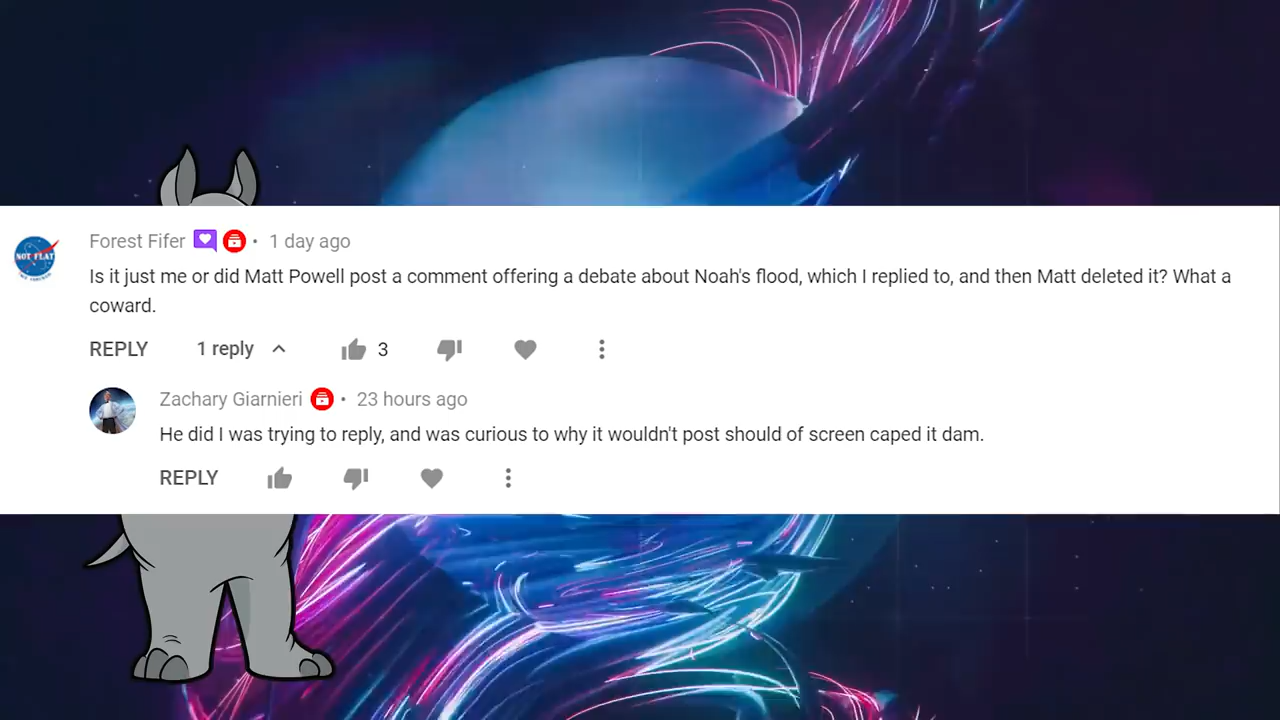 Forest Fifer • 1 day ago
NOT FLAT
Is it just me or did Matt Powell post a comment offering a debate about Noah's flood, which I replied to, and then Matt deleted it? What a
coward.
REPLY 1 reply 3
Zachary Giarnieri • 23 hours ago
He did I was trying to reply, and was curious to why it wouldn't post should of screen caped it dam.
REPLY